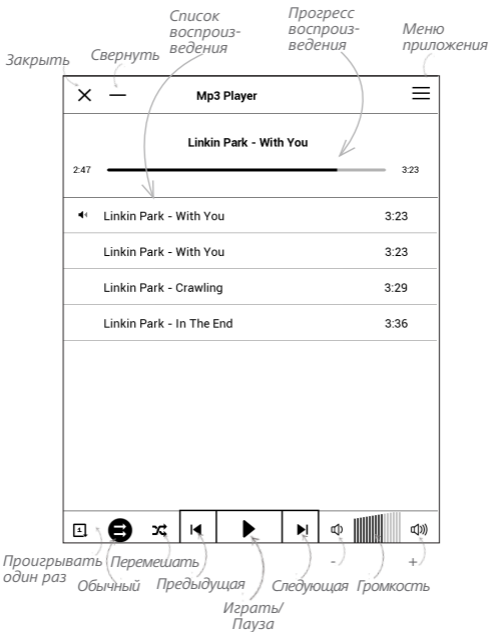 Список
воспроиз-
ведения
Прогресс
воспроиз-
ведения
Меню
приложения
Закрыть
Свернуть
Mp3 Player
Linkin Park - With You
2:47
3:23
Linkin Park - With You 3:23
Linkin Park - With You 3:23
Linkin Park - Crawling 3:29
Linkin Park - In The End 3:36
1
Проигрывать
один раз
Перемешать
- +
Обычный
Предыдущая
Следующая
Громкость
Играть/
Пауза